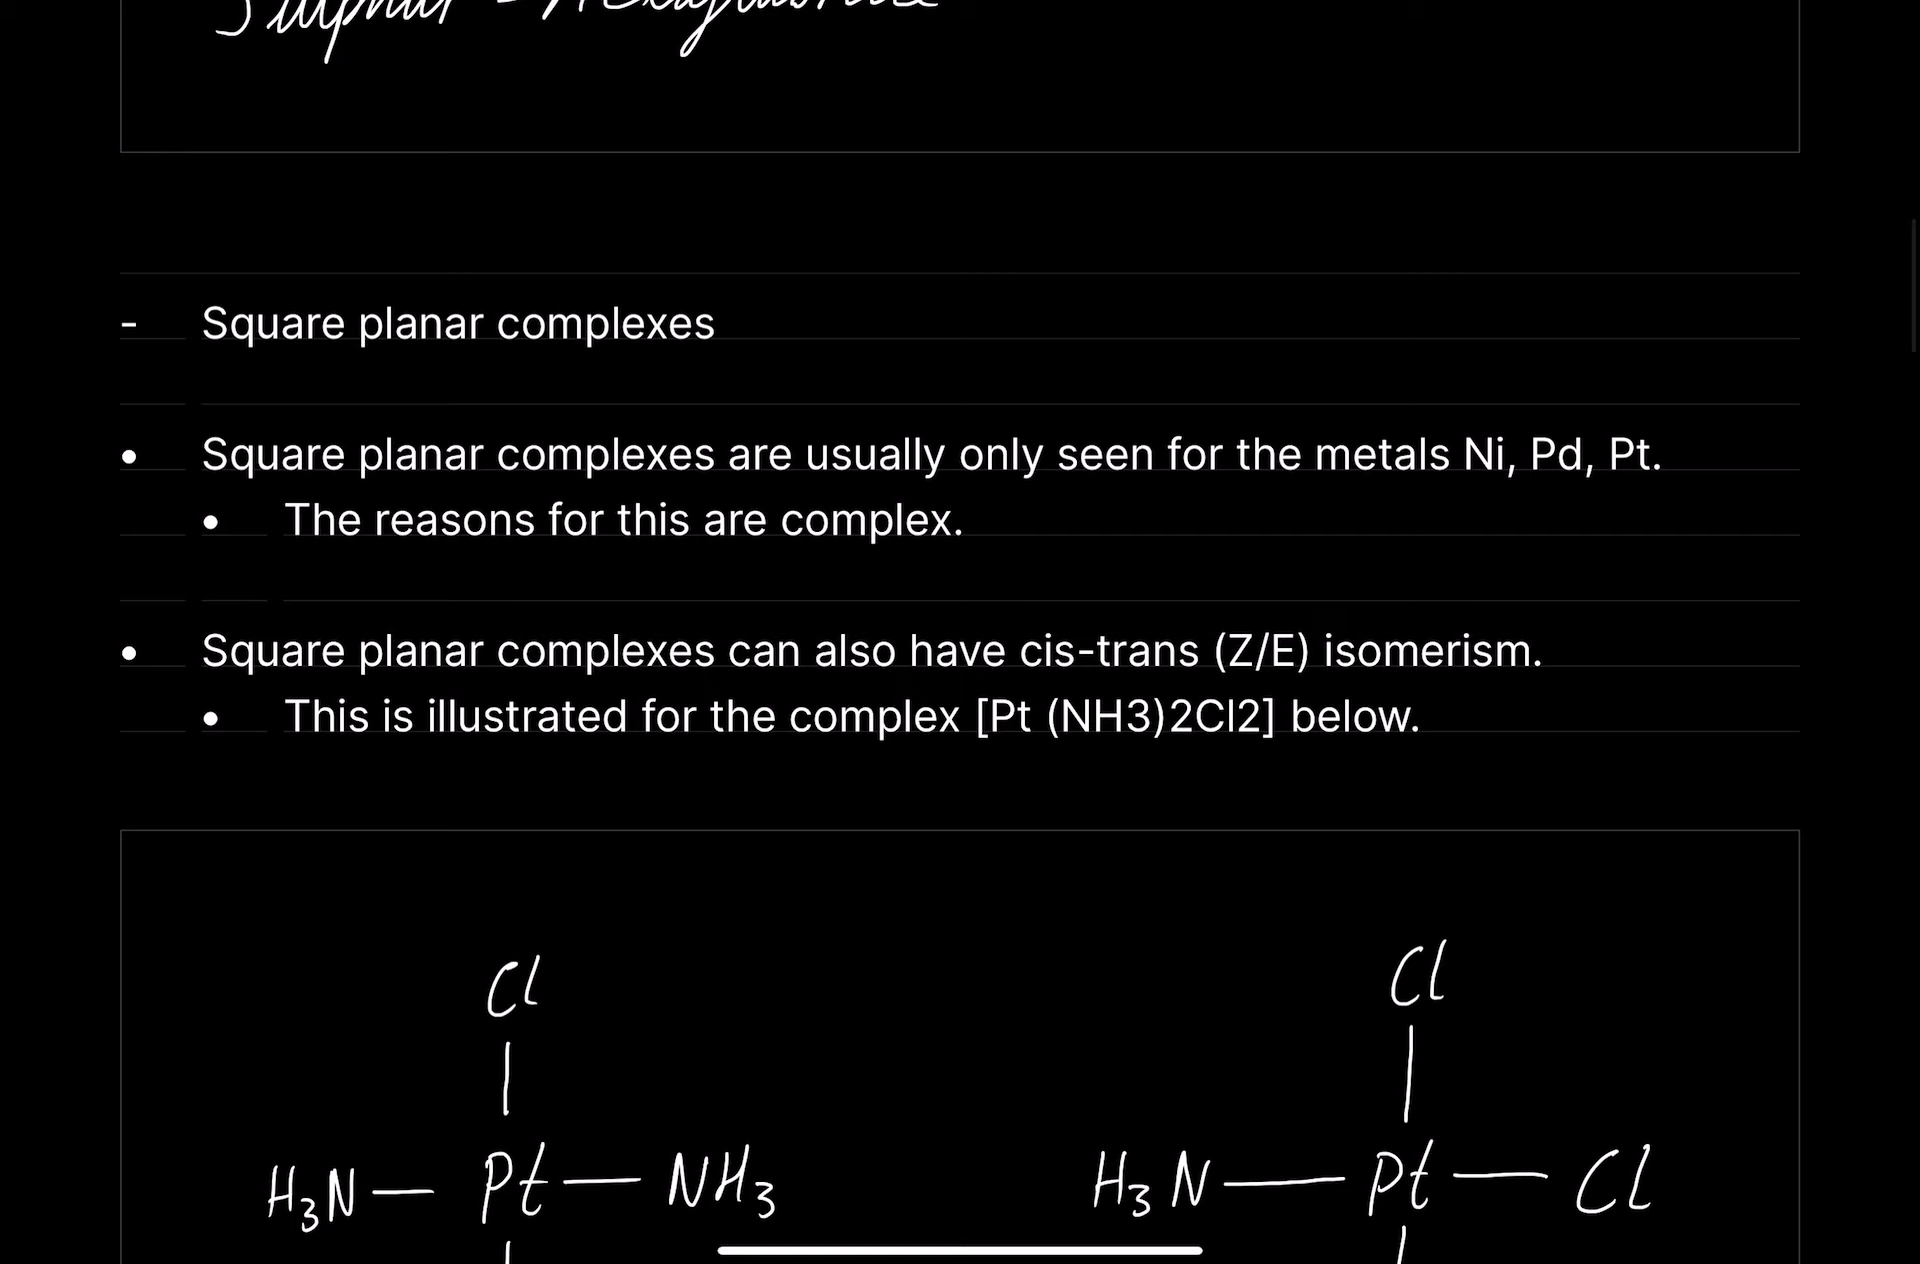 - Square planar complexes
• Square planar complexes are usually only seen for the metals Ni, Pd, Pt.
• The reasons for this are complex.
• Square planar complexes can also have cis-trans (Z/E) isomerism.
• This is illustrated for the complex [Pt (NH3)2Cl2] below.
Cl Cl
H₃N — Pt — NH₃ H₃N — Pt — Cl